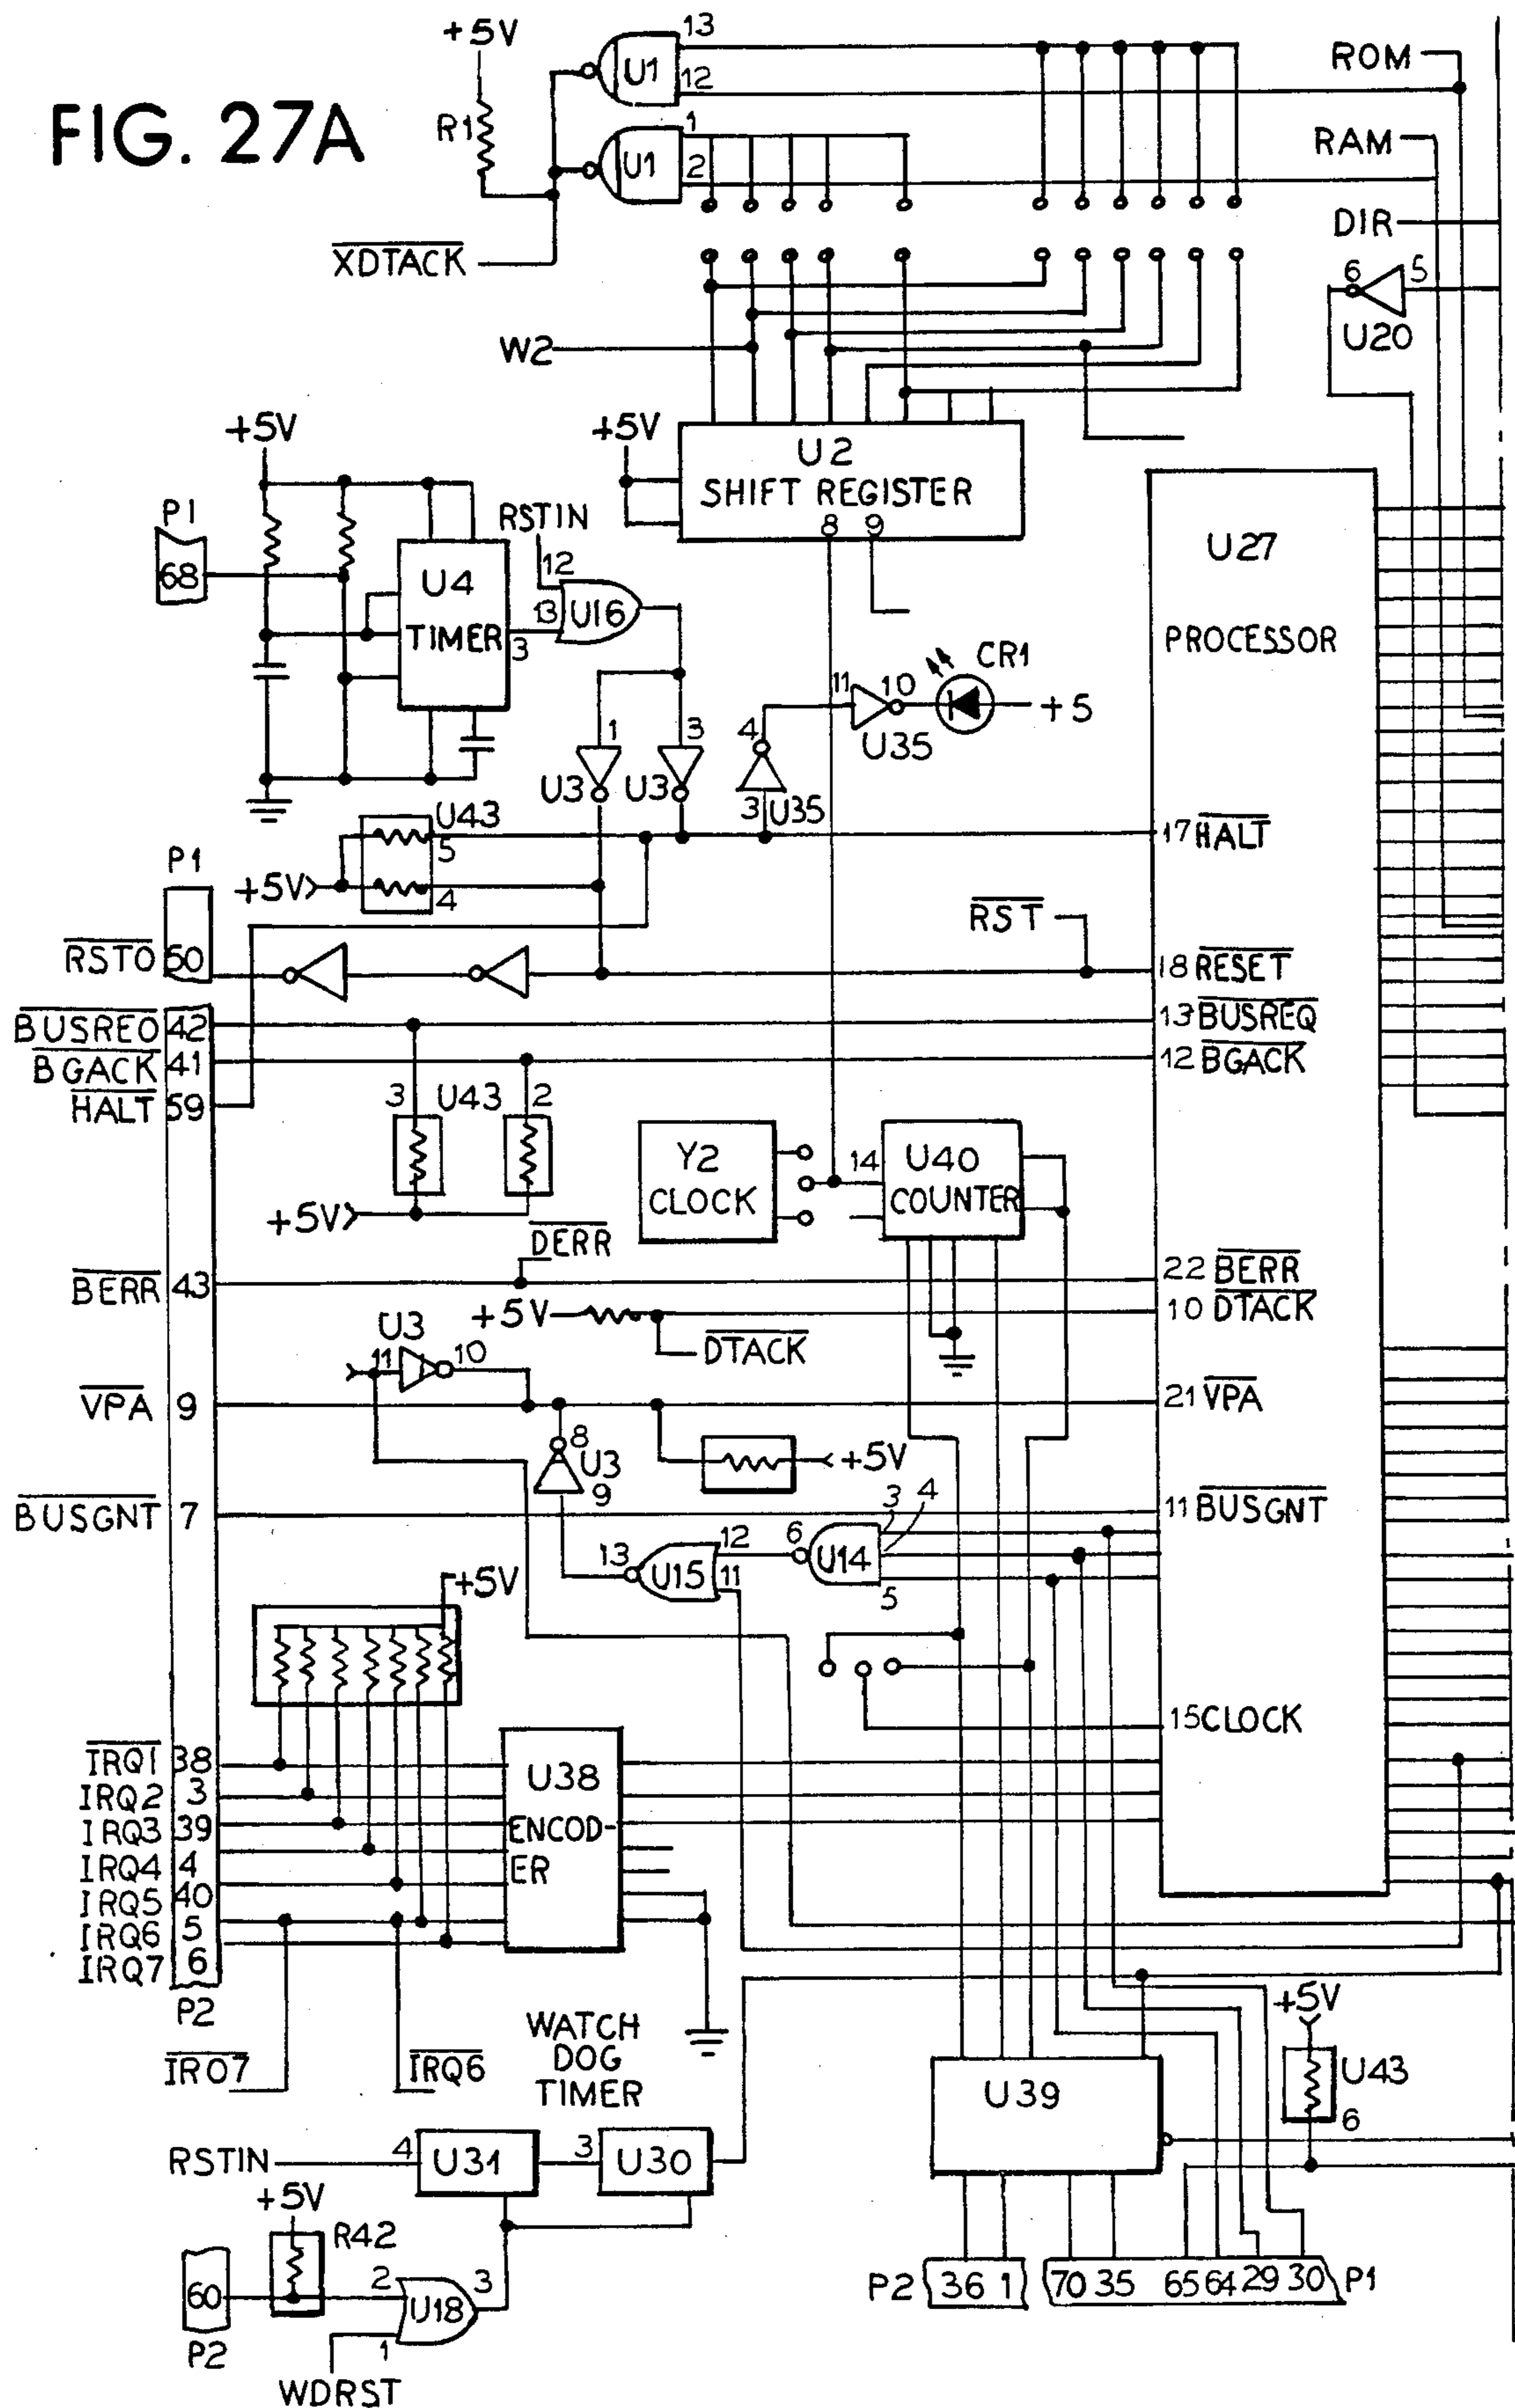 FIG. 27A
+5V
R1
U1
13
12
U1
1
2
ROM
RAM
DIR
XDTACK
6
5
U20
W2
+5V
+5V
U2
SHIFT REGISTER
8
9
P1
68
U4
TIMER
3
RSTIN
12
13
U16
U27
PROCESSOR
CR1
11
10
+5
U35
1
3
4
U3
U3
3
U35
U43
5
+5V
4
17 HALT
P1
RST
RSTO
50
18 RESET
BUSREO
42
13 BUSREQ
BGACK
41
12 BGACK
HALT
59
3
U43
2
+5V
Y2
CLOCK
14
U40
COUNTER
DERR
BERR
43
22 BERR
+5V
10 DTACK
DTACK
U3
11
10
VPA
9
21 VPA
8
U3
9
+5V
BUSGNT
7
11 BUSGNT
3
4
6
U14
5
13
U15
12
11
+5V
15 CLOCK
IRQ1
38
IRQ2
3
IRQ3
39
IRQ4
4
IRQ5
40
IRQ6
5
IRQ7
6
P2
U38
ENCOD-
ER
IRO7
IRQ6
WATCH
DOG
TIMER
U39
+5V
U43
6
RSTIN
4
U31
3
U30
+5V
R42
60
P2
2
U18
3
1
WDRST
P2
36 1
70 35 65 64 29 30
P1